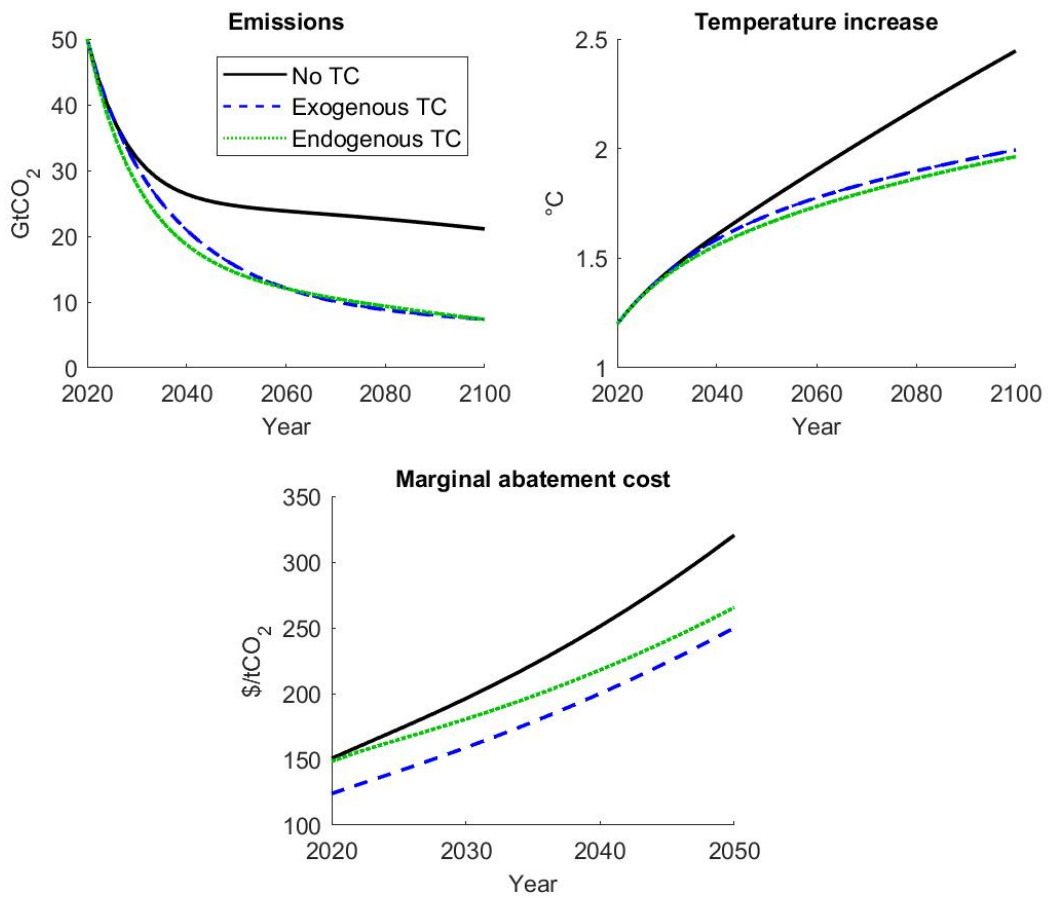 Emissions
50
40
30
20
10
0
GtCO2
2020 2040 2060 2080 2100
Year
No TC
Exogenous TC
Endogenous TC
Temperature increase
2.5
2
1.5
1
°C
2020 2040 2060 2080 2100
Year
Marginal abatement cost
350
300
250
200
150
100
$/tCO2
2020 2030 2040 2050
Year